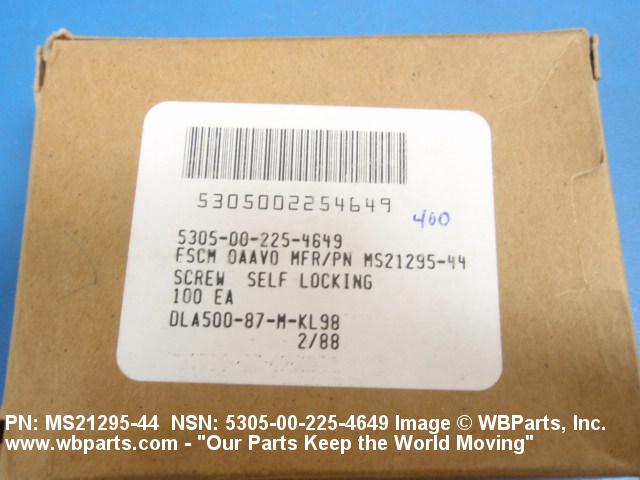 5305002254649
400
5305-00-225-4649
FSCM OAAVO MFR/PN MS21295-44
SCREW SELF LOCKING
100 EA
DLA500-87-M-KL98
2/88
PN: MS21295-44 NSN: 5305-00-225-4649 Image © WBParts, Inc.
www.wbparts.com - "Our Parts Keep the World Moving"